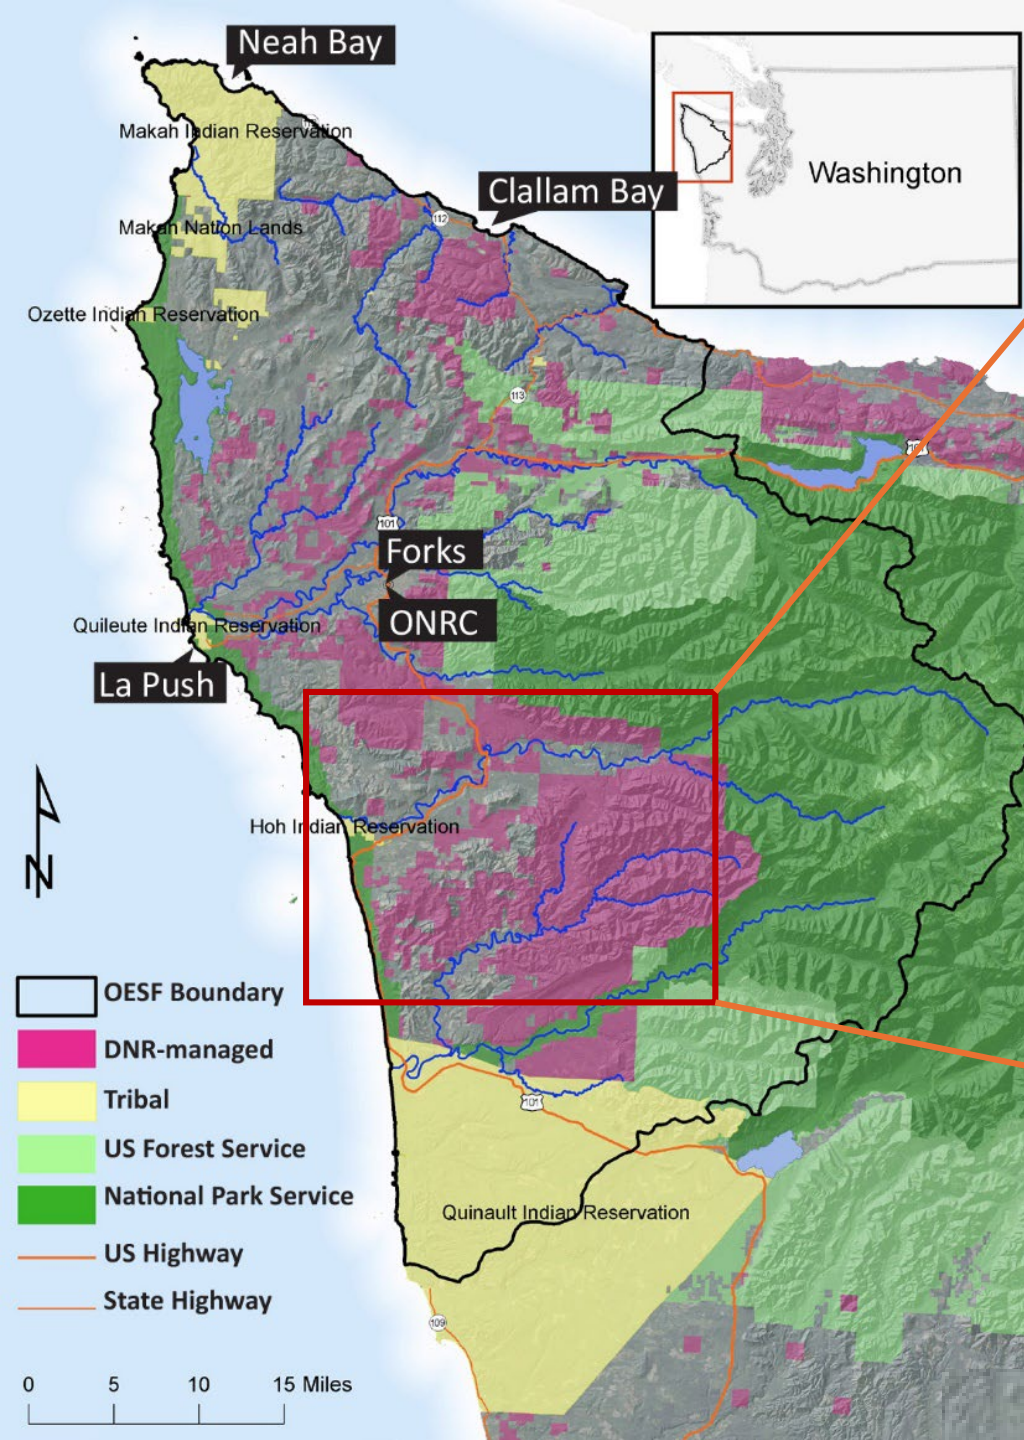 Neah Bay
Makah Indian Reservation
Washington
Clallam Bay
112
Makah Nation Lands
Ozette Indian Reservation
113
101
Forks
ONRC
Quileute Indian Reservation
La Push
Hoh Indian Reservation
N
OESF Boundary
DNR-managed
Tribal
US Forest Service
National Park Service
US Highway
State Highway
101
Quinault Indian Reservation
109
0 5 10 15 Miles